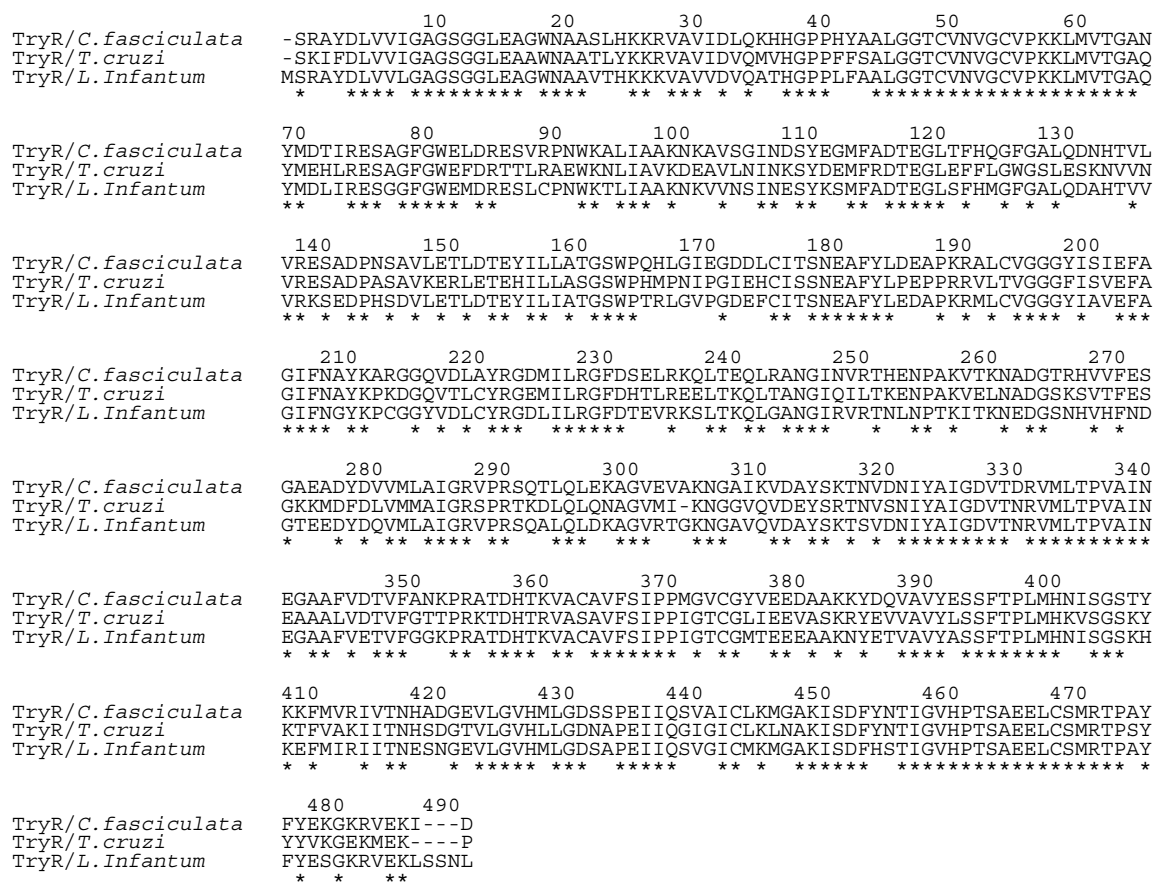 10 20 30 40 50 60
TryR/C.fasciculata -SRAYDLVVIGAGSGGLEAGWNAASLHKKRVAVIDLQKHHGPPHYAALGGTCVNVGCVPKKLMVTGAN
TryR/T.cruzi -SKIFDLVVIGAGSGGLEAAWNAATLYKKRVAVIDVQMVHGPPFFSALGGTCVNVGCVPKKLMVTGAQ
TryR/L.Infantum MSRAYDLVVLGAGSGGLEAGWNAAVTHKKKVAVVDVQATHGPPLFAALGGTCVNVGCVPKKLMVTGAQ
* **** ****** **** ** *** * * **** **********************
70 80 90 100 110 120 130
TryR/C.fasciculata YMDTIRESAGFGWELDRESVRPNWKALIAAKNKAVSGINDSYEGMFADTEGLTFHQGFGALQDNHTVL
TryR/T.cruzi YMEHLRESAGFGWEFDRTTLRAEWKNLIAVKDEAVLNINKSYDEMFRDTEGLEFFLGWGSLESKNVVN
TryR/L.Infantum YMDLIRESGGFGWEMDRESLCPNWKTLIAAKNKVVNSINESYKSMFADTEGLSFHMGFGALQDAHTVV
** *** ***** ** ** *** * * ** ** ** ***** * * * * *
140 150 160 170 180 190 200
TryR/C.fasciculata VRESADPNSAVLETLDTEYILLATGSWPQHLGIEGDDLCITSNEAFYLDEAPKRALCVGGGYISIEFA
TryR/T.cruzi VRESADPASAVKERLETEHILLASGSWPHMPNIPGIEHCISSNEAFYLPEPPRRVLTVGGGFISVEFA
TryR/L.Infantum VRKSEDPHSDVLETLDTEYILIATGSWPTRLGVPGDEFCITSNEAFYLEDAPKRMLCVGGGYIAVEFA
** * ** * * * * ** ** * **** * ** ******* * * * **** * ***
210 220 230 240 250 260 270
TryR/C.fasciculata GIFNAYKARGGQVDLAYRGDMILRGFDSELRKQLTEQLRANGINVRTHENPAKVTKNADGTRHVVFES
TryR/T.cruzi GIFNAYKPKDGQVTLCYRGEMILRGFDHTLREELTKQLTANGIQILTKENPAKVELNADGSKSVTFES
TryR/L.Infantum GIFNGYKPCGGYVDLCYRGDLILRGFDTEVRKSLTKQLGANGIRVRTNLNPTKITKNEDGSNHVHFND
**** ** * * * *** ****** * ** ** **** * ** * * ** * *
280 290 300 310 320 330 340
TryR/C.fasciculata GAEADYDVVMLAIGRVPRSQTLQLEKAGVEVAKNGAIKVDAYSKTNVDNIYAIGDVTDRVMLTPVAIN
TryR/T.cruzi GKKMDFDLVMMAIGRSPRTKDLQLQNAGVMI-KNGGVQVDEYSRTNVSNIYAIGDVTNRVMLTPVAIN
TryR/L.Infantum GTEEDYDQVMLAIGRVPRSQALQLDKAGVRTGKNGAVQVDAYSKTSVDNIYAIGDVTNRVMLTPVAIN
* * * ** **** ** *** *** *** ** ** * * ********* **********
350 360 370 380 390 400
TryR/C.fasciculata EGAAFVDTVFANKPRATDHTKVACAVFSIPPMGVCGYVEEDAAKKYDQVAVYESSFTPLMHNISGSTY
TryR/T.cruzi EAAALVDTVFGTTPRKTDHTRVASAVFSIPPIGTCGLIEEVASKRYEVVAVYLSSFTPLMHKVSGSKY
TryR/L.Infantum EGAAFVETVFGGKPRATDHTKVACAVFSIPPIGTCGMTEEEAAKNYETVAVYASSFTPLMHNISGSKH
* ** * *** ** **** ** ******* * ** ** * * * **** ******** ***
410 420 430 440 450 460 470
TryR/C.fasciculata KKFMVRIVTNHADGEVLGVHMLGDSSPEIIQSVAICLKMGAKISDFYNTIGVHPTSAEELCSMRTPAY
TryR/T.cruzi KTFVAKIITNHSDGTVLGVHLLGDNAPEIIQGIGICLKLNAKISDFYNTIGVHPTSAEELCSMRTPSY
TryR/L.Infantum KEFMIRIITNESNGEVLGVHMLGDSAPEIIQSVGICMKMGAKISDFHSTIGVHPTSAEELCSMRTPAY
* * * ** * ***** *** ***** ** * ****** ****************** *
480 490
TryR/C.fasciculata FYEKGKRVEKI---D
TryR/T.cruzi YYVKGEKMEK----P
TryR/L.Infantum FYESGKRVEKLSSNL
* * **